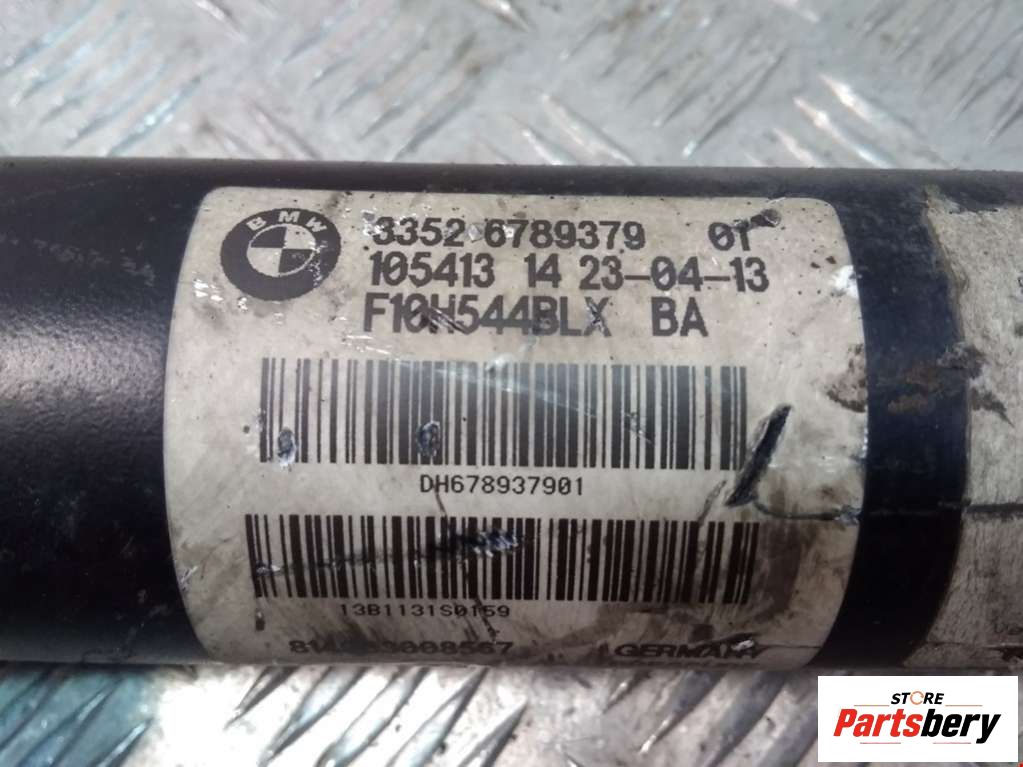 BMW
3352 6789379 01
105413 14 23-04-13
F10H544BLX BA
DH678937901
13B1131S0159
GERMANY
STORE
Partsbery